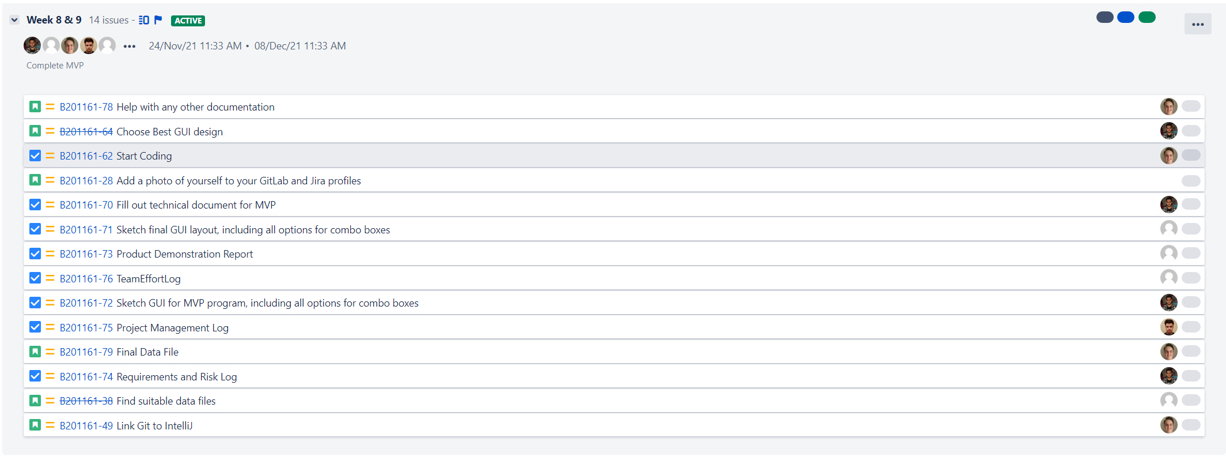 Week 8 & 9 14 issues - ACTIVE
24/Nov/21 11:33 AM • 08/Dec/21 11:33 AM
Complete MVP
B201161-78 Help with any other documentation
B201161-64 Choose Best GUI design
B201161-62 Start Coding
B201161-28 Add a photo of yourself to your GitLab and Jira profiles
B201161-70 Fill out technical document for MVP
B201161-71 Sketch final GUI layout, including all options for combo boxes
B201161-73 Product Demonstration Report
B201161-76 TeamEffortLog
B201161-72 Sketch GUI for MVP program, including all options for combo boxes
B201161-75 Project Management Log
B201161-79 Final Data File
B201161-74 Requirements and Risk Log
B201161-38 Find suitable data files
B201161-49 Link Git to IntelliJ